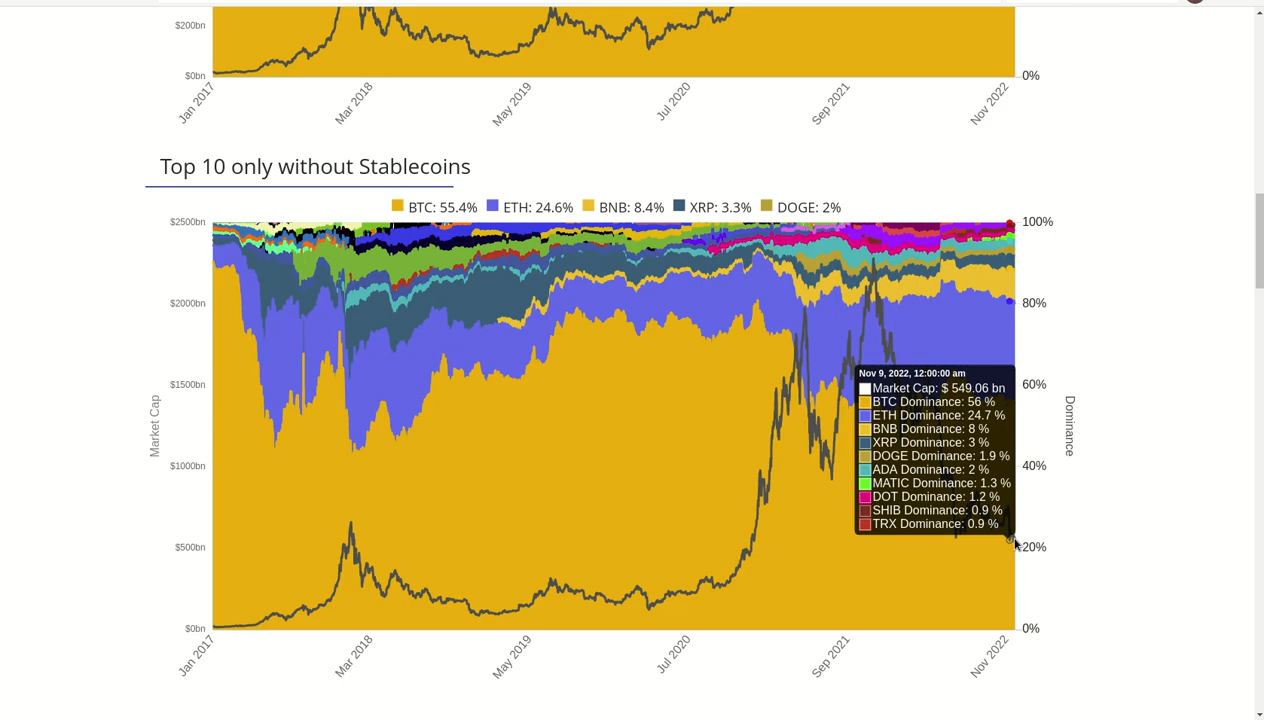 $200bn
$0bn
0%
Jan 2017
Mar 2018
May 2019
Jul 2020
Sep 2021
Nov 2022
Top 10 only without Stablecoins
BTC: 55.4% ETH: 24.6% BNB: 8.4% XRP: 3.3% DOGE: 2%
$2500bn
$2000bn
$1500bn
$1000bn
$500bn
$0bn
Market Cap
100%
80%
60%
40%
20%
0%
Dominance
Nov 9, 2022, 12:00:00 am
Market Cap: $ 549.06 bn
BTC Dominance: 56 %
ETH Dominance: 24.7 %
BNB Dominance: 8 %
XRP Dominance: 3 %
DOGE Dominance: 1.9 %
ADA Dominance: 2 %
MATIC Dominance: 1.3 %
DOT Dominance: 1.2 %
SHIB Dominance: 0.9 %
TRX Dominance: 0.9 %
Jan 2017
Mar 2018
May 2019
Jul 2020
Sep 2021
Nov 2022